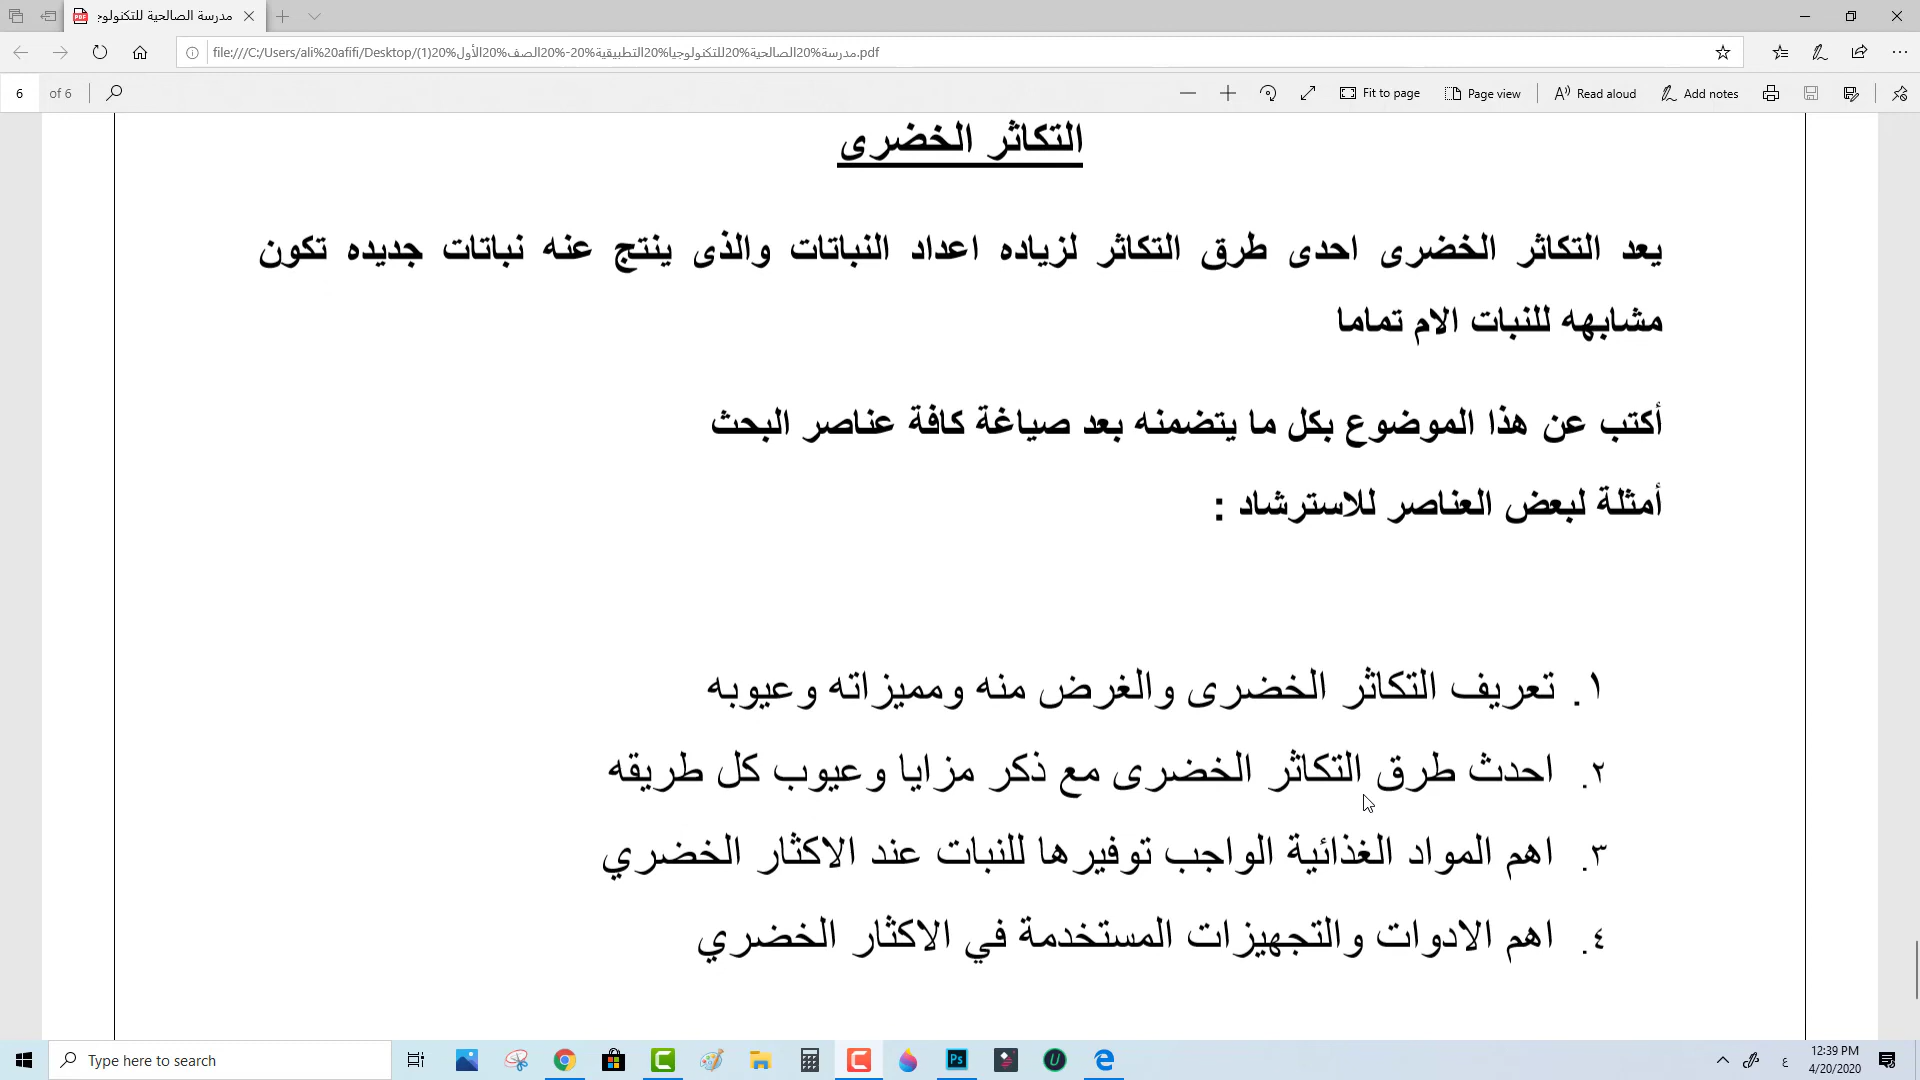 مدرسة الصالحية للتكنولوجـ
file:///C:/Users/ali%20afifi/Desktop/(1)%20مدرسة%20الصالحية%20للتكنولوجيا%20التطبيقية%20-%20الصف%20الأول.pdf
6 of 6
Fit to page
Page view
Read aloud
Add notes
التكاثر الخضرى
يعد التكاثر الخضرى احدى طرق التكاثر لزياده اعداد النباتات والذى ينتج عنه نباتات جديده تكون
مشابهه للنبات الام تماما
أكتب عن هذا الموضوع بكل ما يتضمنه بعد صياغة كافة عناصر البحث
أمثلة لبعض العناصر للاسترشاد :
١. تعريف التكاثر الخضرى والغرض منه ومميزاته وعيوبه
٢. احدث طرق التكاثر الخضرى مع ذكر مزايا وعيوب كل طريقه
٣. اهم المواد الغذائية الواجب توفيرها للنبات عند الاكثار الخضري
٤. اهم الادوات والتجهيزات المستخدمة في الاكثار الخضري
Type here to search
Ps
ع
12:39 PM
4/20/2020